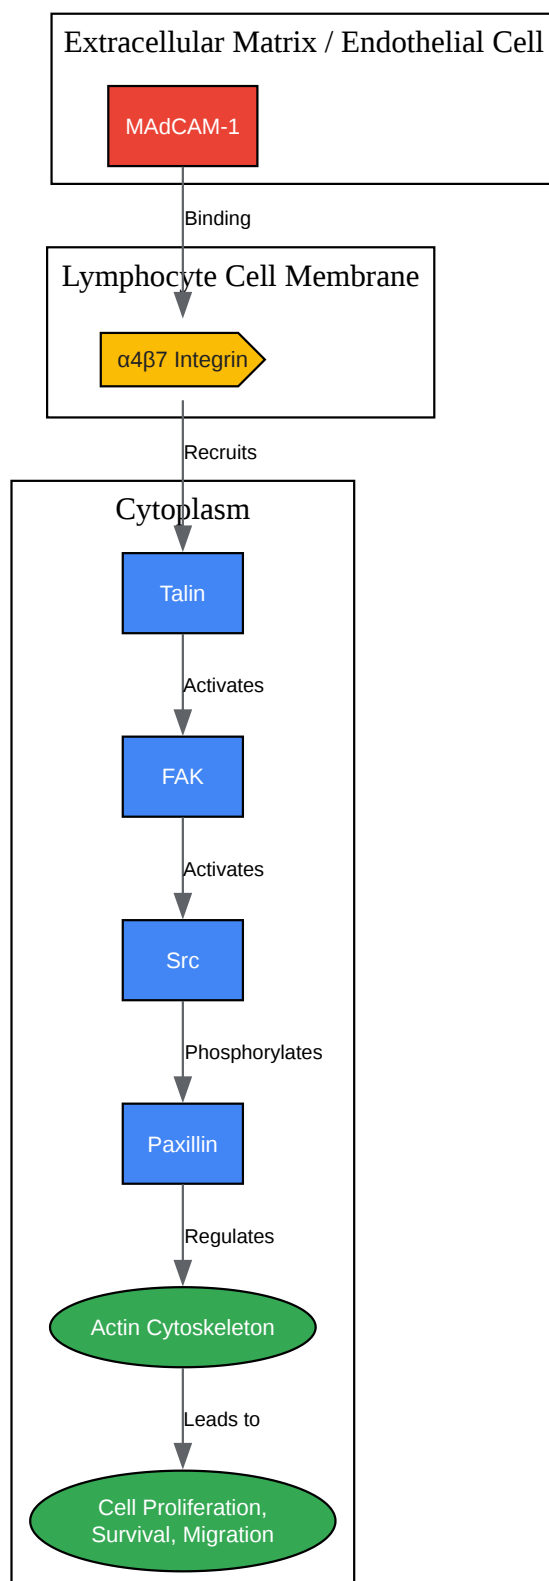 Extracellular Matrix / Endothelial Cell
MAdCAM-1
Binding
Lymphocyte Cell Membrane
α4β7 Integrin
Recruits
Cytoplasm
Talin
Activates
FAK
Activates
Src
Phosphorylates
Paxillin
Regulates
Actin Cytoskeleton
Leads to
Cell Proliferation,
Survival, Migration